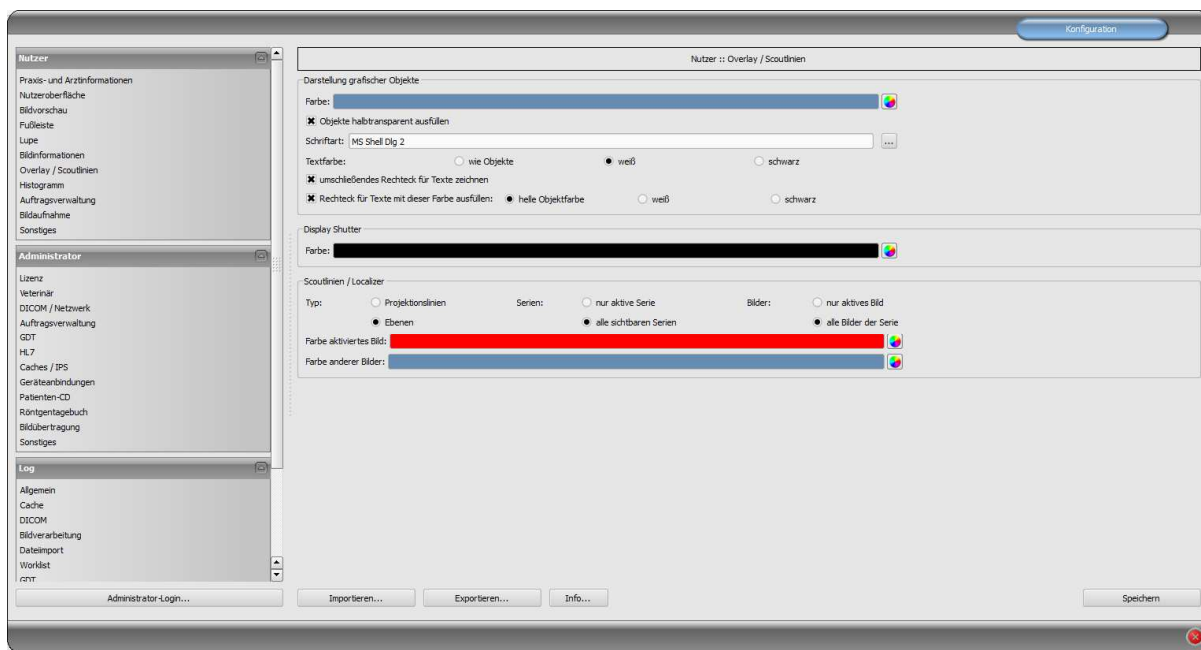 Konfiguration
Nutzer
Praxis- und Arztinformationen
Nutzeroberfläche
Bildvorschau
Fußleiste
Lupe
Bildinformationen
Overlay / Scoutlinien
Histogramm
Auftragsverwaltung
Bildaufnahme
Sonstiges
Administrator
Lizenz
Veterinär
DICOM / Netzwerk
Auftragsverwaltung
GDT
HL7
Caches / IPS
Geräteanbindungen
Patienten-CD
Röntgentagebuch
Bildübertragung
Sonstiges
Log
Allgemein
Cache
DICOM
Bildverarbeitung
Dateiimport
Worklist
GDT
Administrator-Login...
Nutzer :: Overlay / Scoutlinien
Darstellung grafischer Objekte
Farbe:
Objekte halbtransparent ausfüllen
Schriftart: MS Shell Dlg 2 ...
Textfarbe: wie Objekte weiß schwarz
umschließendes Rechteck für Texte zeichnen
Rechteck für Texte mit dieser Farbe ausfüllen: helle Objektfarbe weiß schwarz
Display Shutter
Farbe:
Scoutlinien / Localizer
Typ: Projektionslinien Serien: nur aktive Serie Bilder: nur aktives Bild
Ebenen alle sichtbaren Serien alle Bilder der Serie
Farbe aktiviertes Bild:
Farbe anderer Bilder:
Importieren... Exportieren... Info... Speichern